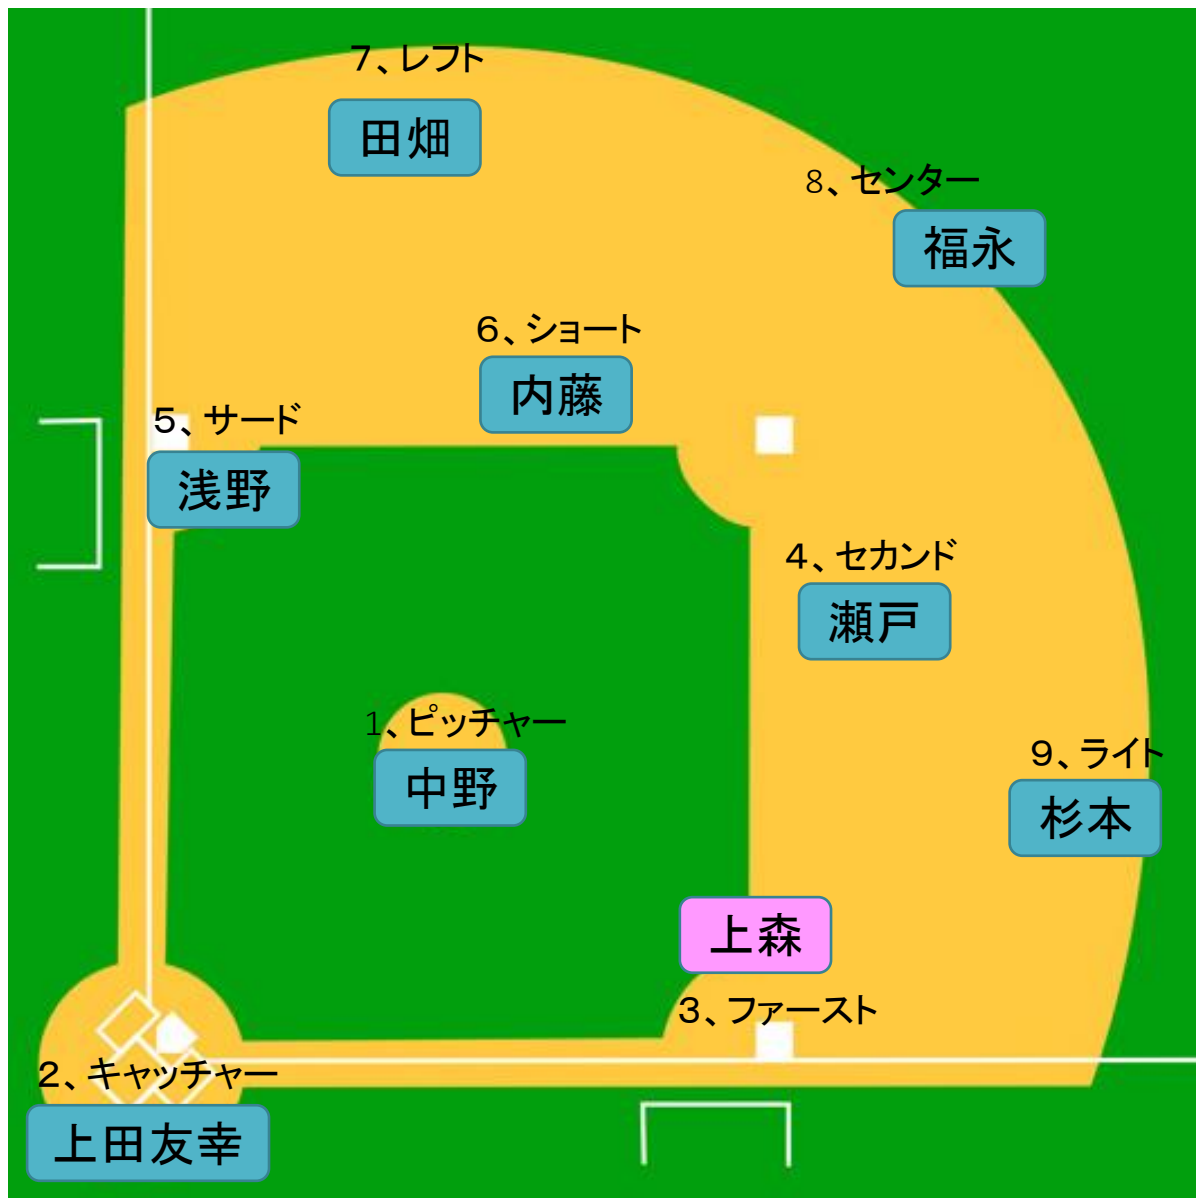 7、レフト
田畑
8、センター
福永
6、ショート
内藤
5、サード
浅野
4、セカンド
瀬戸
1、ピッチャー
中野
9、ライト
杉本
上森
3、ファースト
2、キャッチャー
上田友幸